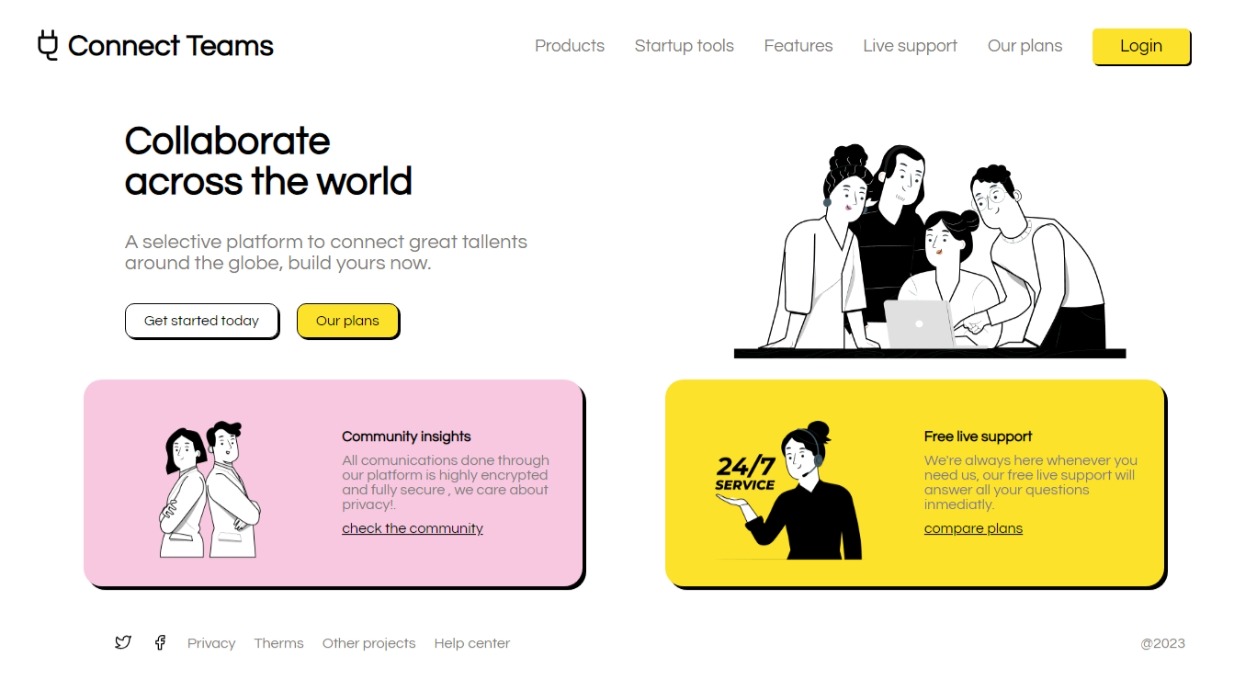 Connect Teams
Products
Startup tools
Features
Live support
Our plans
Login
Collaborate
across the world
A selective platform to connect great tallents
around the globe, build yours now.
Get started today
Our plans
Community insights
All comunications done through
our platform is highly encrypted
and fully secure , we care about
privacy!.
check the community
24/7
SERVICE
Free live support
We're always here whenever you
need us, our free live support will
answer all your questions
inmediatly.
compare plans
Privacy
Therms
Other projects
Help center
@2023